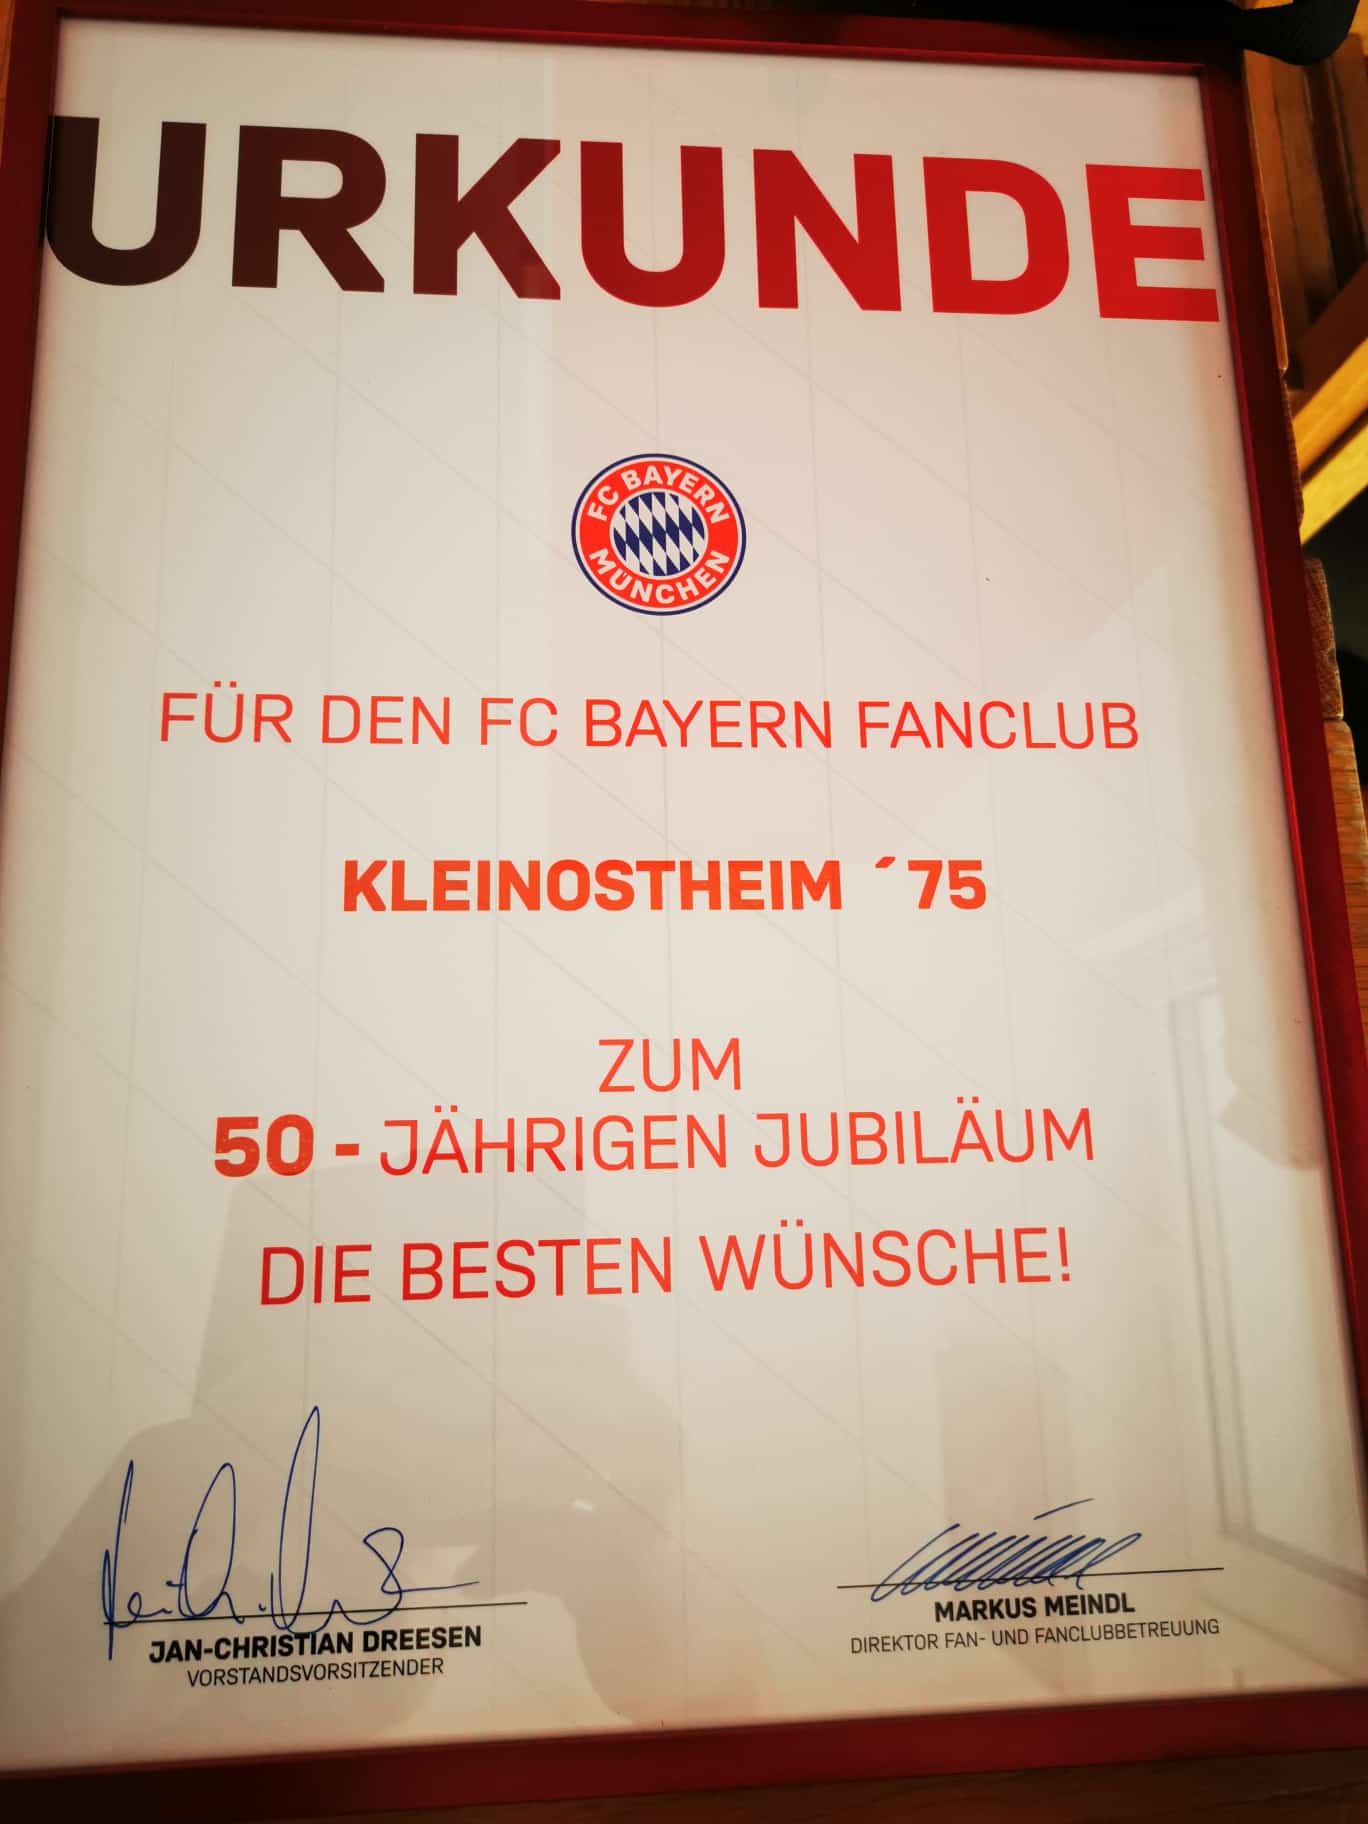 URKUNDE
FC BAYERN
MÜNCHEN
FÜR DEN FC BAYERN FANCLUB
KLEINOSTHEIM ´75
ZUM
50 - JÄHRIGEN JUBILÄUM
DIE BESTEN WÜNSCHE!
JAN-CHRISTIAN DREESEN
VORSTANDSVORSITZENDER
MARKUS MEINDL
DIREKTOR FAN- UND FANCLUBBETREUUNG